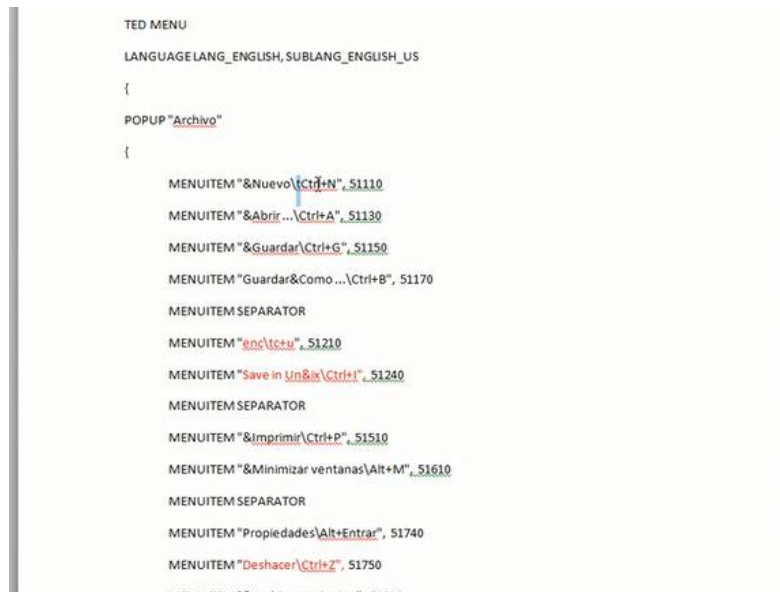 TED MENU
LANGUAGE LANG_ENGLISH, SUBLANG_ENGLISH_US
{
POPUP "Archivo"
{
MENUITEM "&Nuevo\tCtrl+N", 51110
MENUITEM "&Abrir...\Ctrl+A", 51130
MENUITEM "&Guardar\Ctrl+G", 51150
MENUITEM "Guardar&Como...\Ctrl+B", 51170
MENUITEM SEPARATOR
MENUITEM "enc\tc+u", 51210
MENUITEM "Save in Un&ix\Ctrl+I", 51240
MENUITEM SEPARATOR
MENUITEM "&Imprimir\Ctrl+P", 51510
MENUITEM "&Minimizar ventanas\Alt+M", 51610
MENUITEM SEPARATOR
MENUITEM "Propiedades\Alt+Entrar", 51740
MENUITEM "Deshacer\Ctrl+Z", 51750